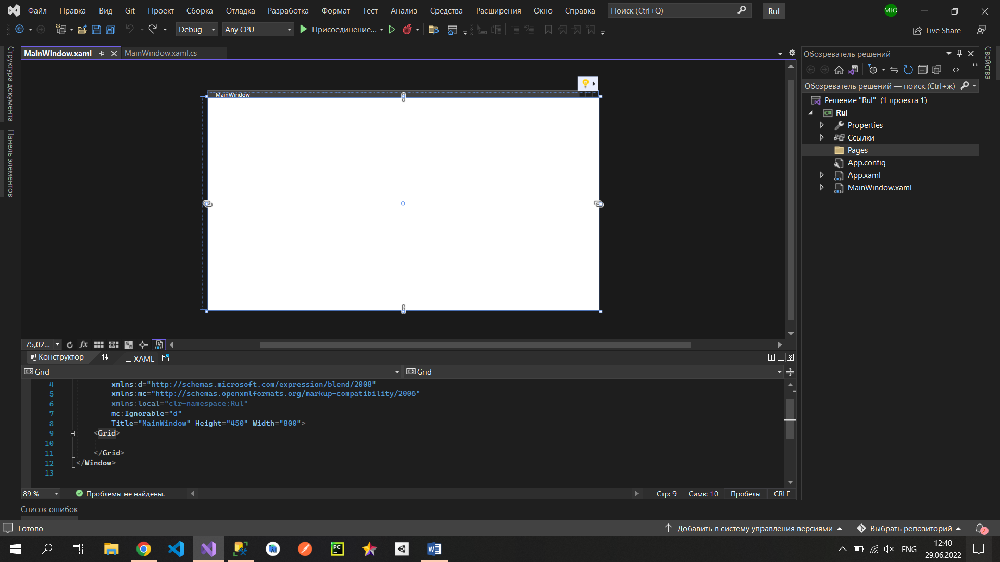 Файл Правка Вид Git Проект Сборка Отладка Разработка Формат Тест Анализ Средства Расширения Окно Справка Поиск (Ctrl+Q) Rul МЮ
Debug Any CPU Присоединение... Live Share
Структура документа
Панель элементов
MainWindow.xaml MainWindow.xaml.cs
MainWindow
75,02...
Конструктор XAML
Grid Grid
4 xmlns:d="http://schemas.microsoft.com/expression/blend/2008"
5 xmlns:mc="http://schemas.openxmlformats.org/markup-compatibility/2006"
6 xmlns:local="clr-namespace:Rul"
7 mc:Ignorable="d"
8 Title="MainWindow" Height="450" Width="800">
9 <Grid>
10
11 </Grid>
12 </Window>
13
89 % Проблемы не найдены. Стр: 9 Симв: 10 Пробелы CRLF
Список ошибок
Обозреватель решений
Обозреватель решений — поиск (Ctrl+ж)
Решение "Rul" (1 проекта 1)
C# Rul
Properties
Ссылки
Pages
App.config
App.xaml
MainWindow.xaml
Свойства
Готово Добавить в систему управления версиями Выбрать репозиторий 2
PC W ENG 12:40
29.06.2022